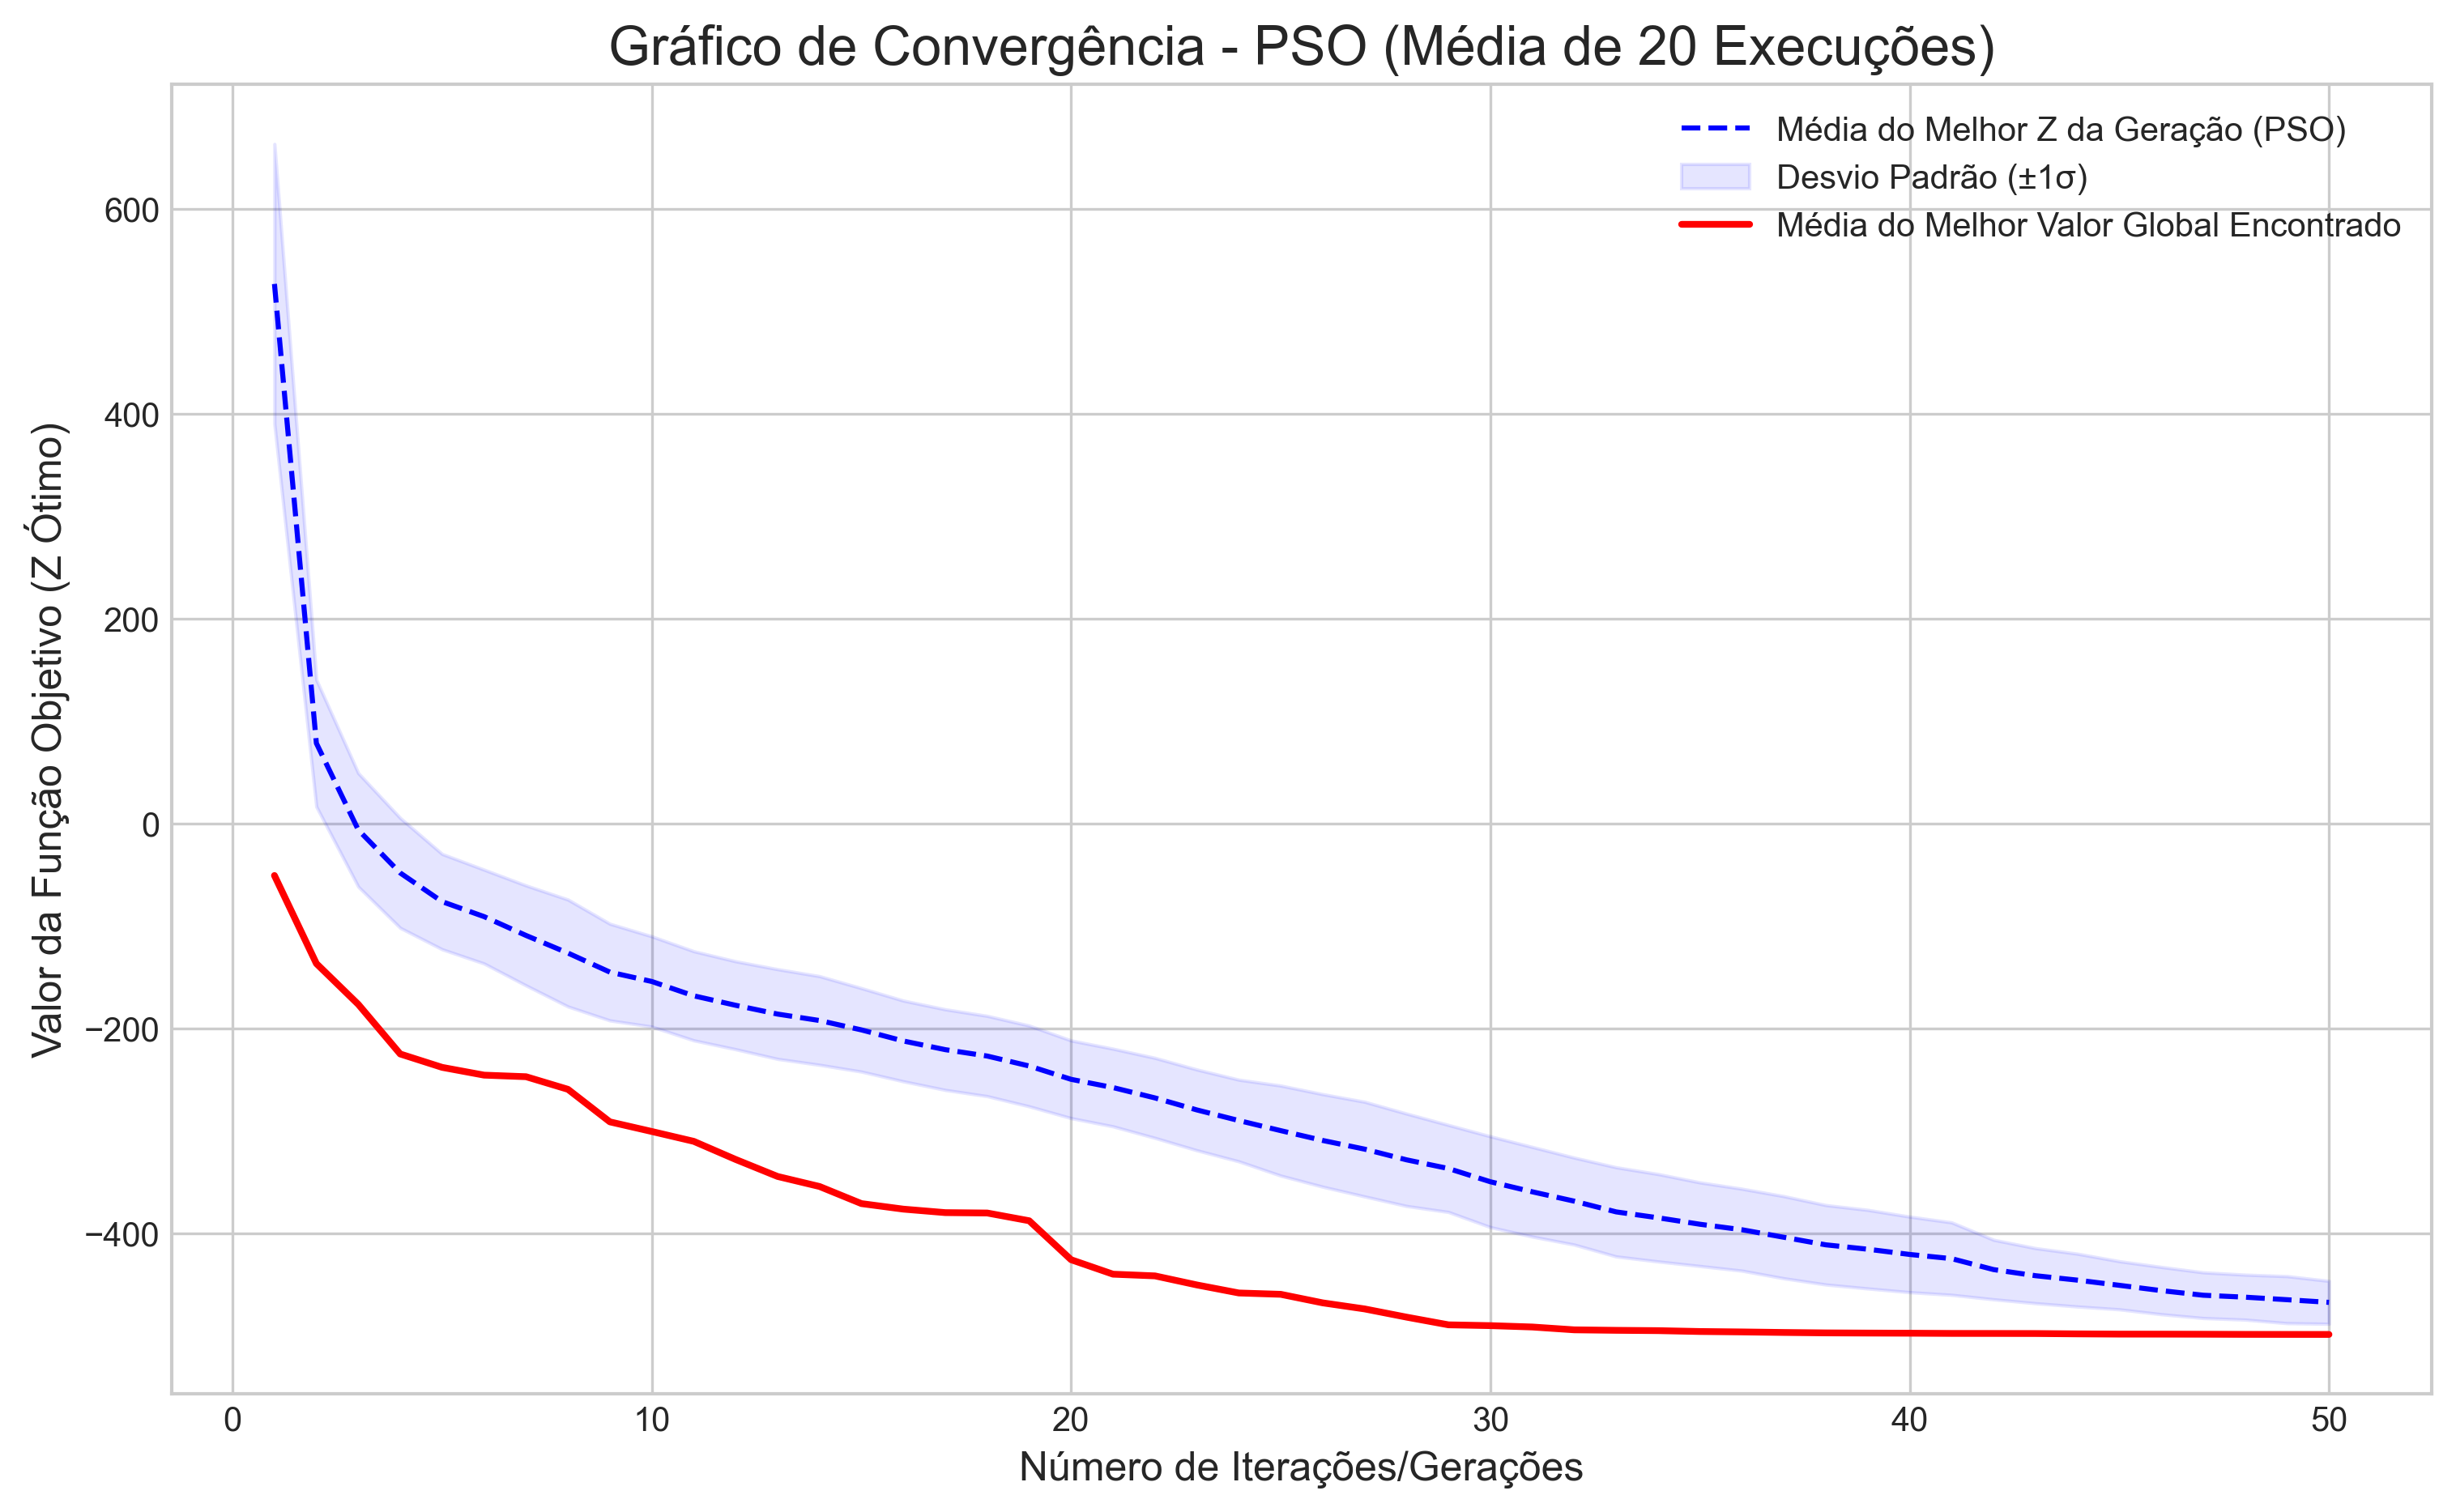 Gráfico de Convergência - PSO (Média de 20 Execuções)
Média do Melhor Z da Geração (PSO)
Desvio Padrão (±1σ)
Média do Melhor Valor Global Encontrado
Valor da Função Objetivo (Z Ótimo)
600
400
200
0
−200
−400
0 10 20 30 40 50
Número de Iterações/Gerações